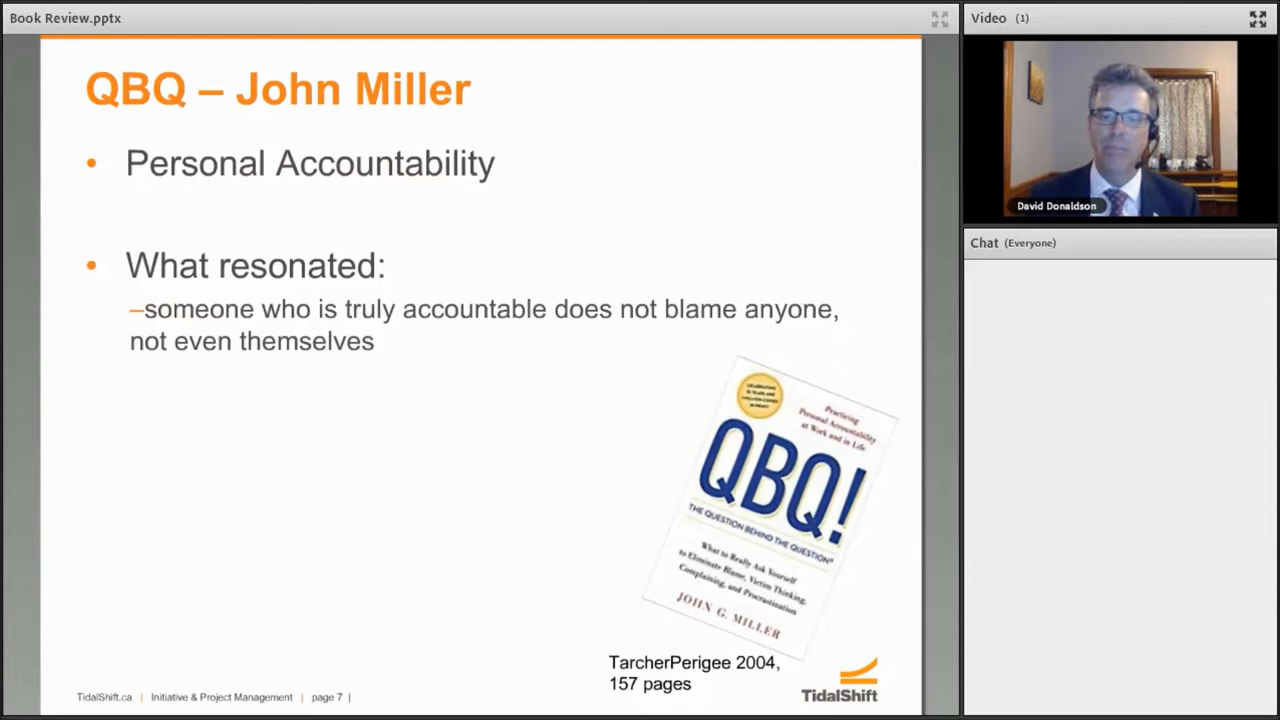 Book Review.pptx
QBQ – John Miller
• Personal Accountability
• What resonated:
–someone who is truly accountable does not blame anyone,
not even themselves
CELEBRATING
IN PRINT!
Practicing
Personal Accountability
at Work and in Life
QBQ!
THE QUESTION BEHIND THE QUESTION®
What to Really Ask Yourself
to Eliminate Blame, Victim Thinking,
Complaining, and Procrastination
JOHN G. MILLER
TarcherPerigee 2004,
157 pages
TidalShift
TidalShift.ca | Initiative & Project Management | page 7 |
Video (1)
David Donaldson
Chat (Everyone)